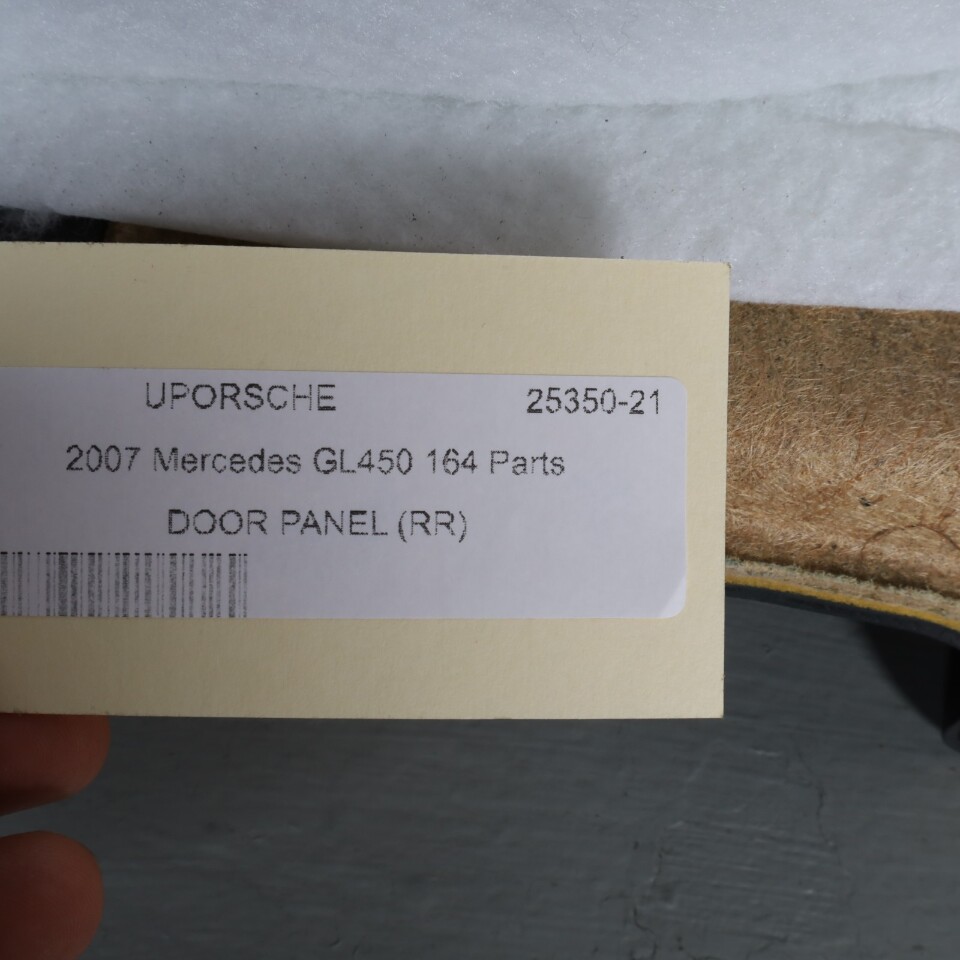 UPORSCHE 25350-21
2007 Mercedes GL450 164 Parts
DOOR PANEL (RR)